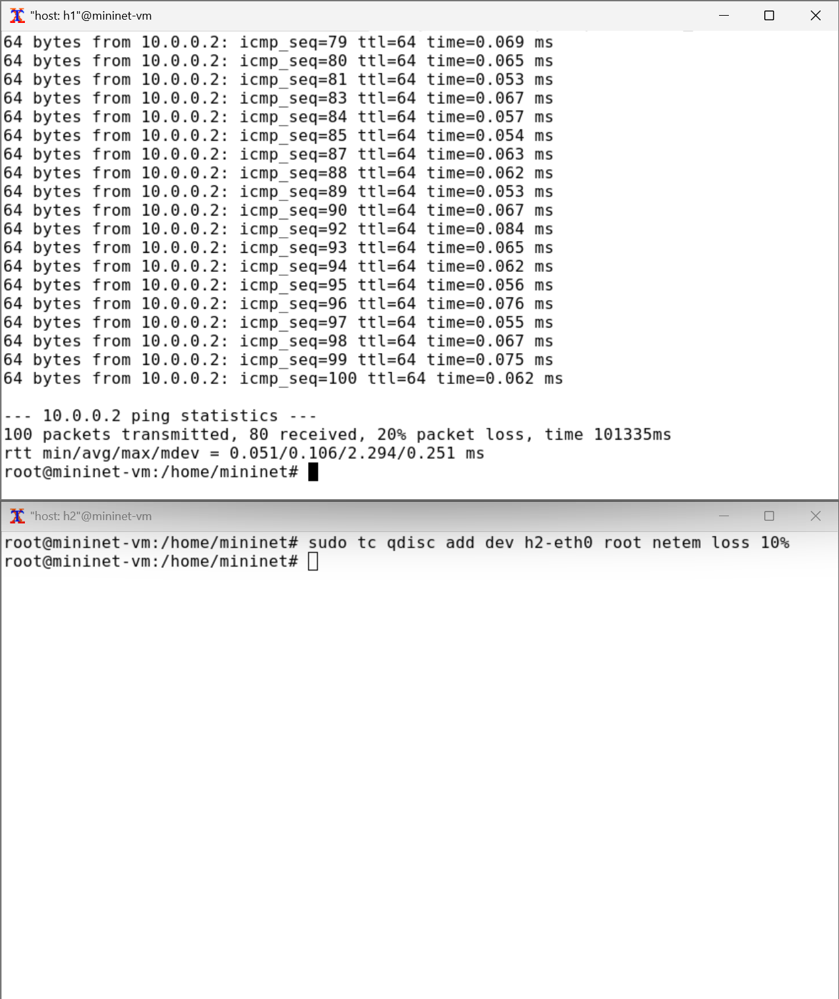 "host: h1"@mininet-vm
64 bytes from 10.0.0.2: icmp_seq=79 ttl=64 time=0.069 ms
64 bytes from 10.0.0.2: icmp_seq=80 ttl=64 time=0.065 ms
64 bytes from 10.0.0.2: icmp_seq=81 ttl=64 time=0.053 ms
64 bytes from 10.0.0.2: icmp_seq=83 ttl=64 time=0.067 ms
64 bytes from 10.0.0.2: icmp_seq=84 ttl=64 time=0.057 ms
64 bytes from 10.0.0.2: icmp_seq=85 ttl=64 time=0.054 ms
64 bytes from 10.0.0.2: icmp_seq=87 ttl=64 time=0.063 ms
64 bytes from 10.0.0.2: icmp_seq=88 ttl=64 time=0.062 ms
64 bytes from 10.0.0.2: icmp_seq=89 ttl=64 time=0.053 ms
64 bytes from 10.0.0.2: icmp_seq=90 ttl=64 time=0.067 ms
64 bytes from 10.0.0.2: icmp_seq=92 ttl=64 time=0.084 ms
64 bytes from 10.0.0.2: icmp_seq=93 ttl=64 time=0.065 ms
64 bytes from 10.0.0.2: icmp_seq=94 ttl=64 time=0.062 ms
64 bytes from 10.0.0.2: icmp_seq=95 ttl=64 time=0.056 ms
64 bytes from 10.0.0.2: icmp_seq=96 ttl=64 time=0.076 ms
64 bytes from 10.0.0.2: icmp_seq=97 ttl=64 time=0.055 ms
64 bytes from 10.0.0.2: icmp_seq=98 ttl=64 time=0.067 ms
64 bytes from 10.0.0.2: icmp_seq=99 ttl=64 time=0.075 ms
64 bytes from 10.0.0.2: icmp_seq=100 ttl=64 time=0.062 ms
--- 10.0.0.2 ping statistics ---
100 packets transmitted, 80 received, 20% packet loss, time 101335ms
rtt min/avg/max/mdev = 0.051/0.106/2.294/0.251 ms
root@mininet-vm:/home/mininet#
"host: h2"@mininet-vm
root@mininet-vm:/home/mininet# sudo tc qdisc add dev h2-eth0 root netem loss 10%
root@mininet-vm:/home/mininet#